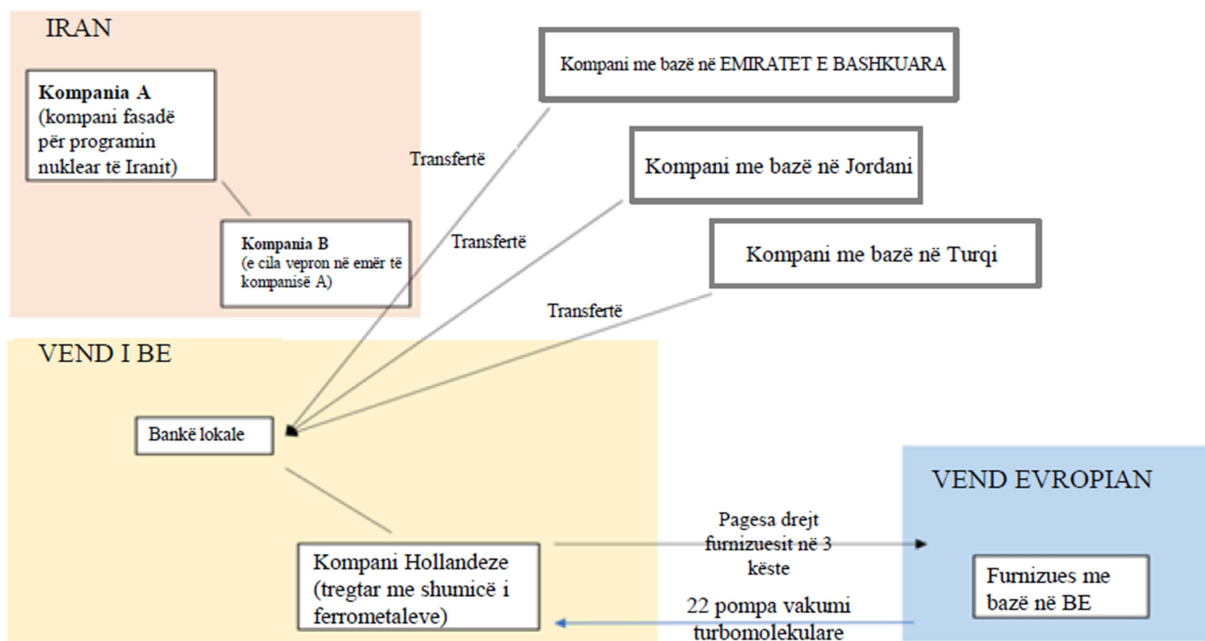 IRAN
Kompania A
(kompani fasadë
për programin
nuklear të Iranit)
Kompania B
(e cila vepron në emër të
kompanisë A)
Kompani me bazë në EMIRATET E BASHKUARA
Kompani me bazë në Jordani
Kompani me bazë në Turqi
Transfertë
Transfertë
Transfertë
VEND I BE
Bankë lokale
Kompani Hollandeze
(tregtar me shumicë i
ferrometaleve)
Pagesa drejt
furnizuesit në 3
këste
22 pompa vakumi
turbomolekulare
VEND EVROPIAN
Furnizues me
bazë në BE